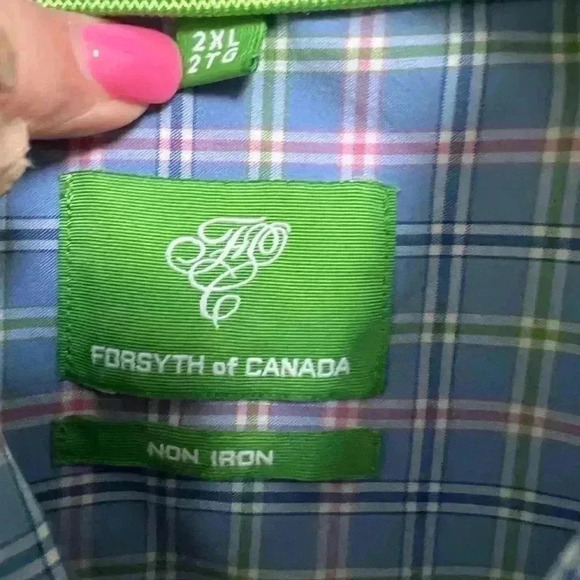 2XL
2TG
FORSYTH of CANADA
NON IRON